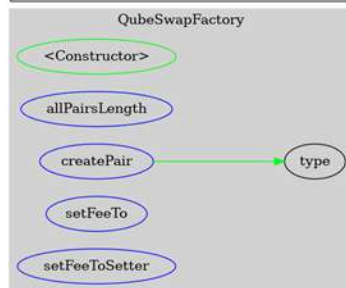 QubeSwapFactory
<Constructor>
allPairsLength
createPair
type
setFeeTo
setFeeToSetter